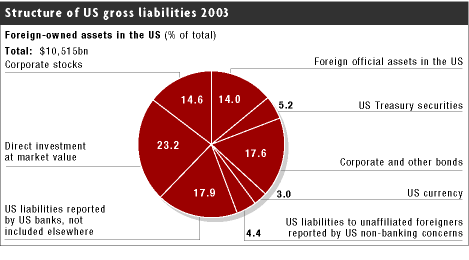 Structure of US gross liabilities 2003
Foreign-owned assets in the US (% of total)
Total: $10,515bn
Corporate stocks
Foreign official assets in the US
14.6
14.0
5.2
US Treasury securities
23.2
17.6
Direct investment
at market value
Corporate and other bonds
17.9
3.0
US currency
US liabilities reported
by US banks, not
included elsewhere
4.4
US liabilities to unaffiliated foreigners
reported by US non-banking concerns